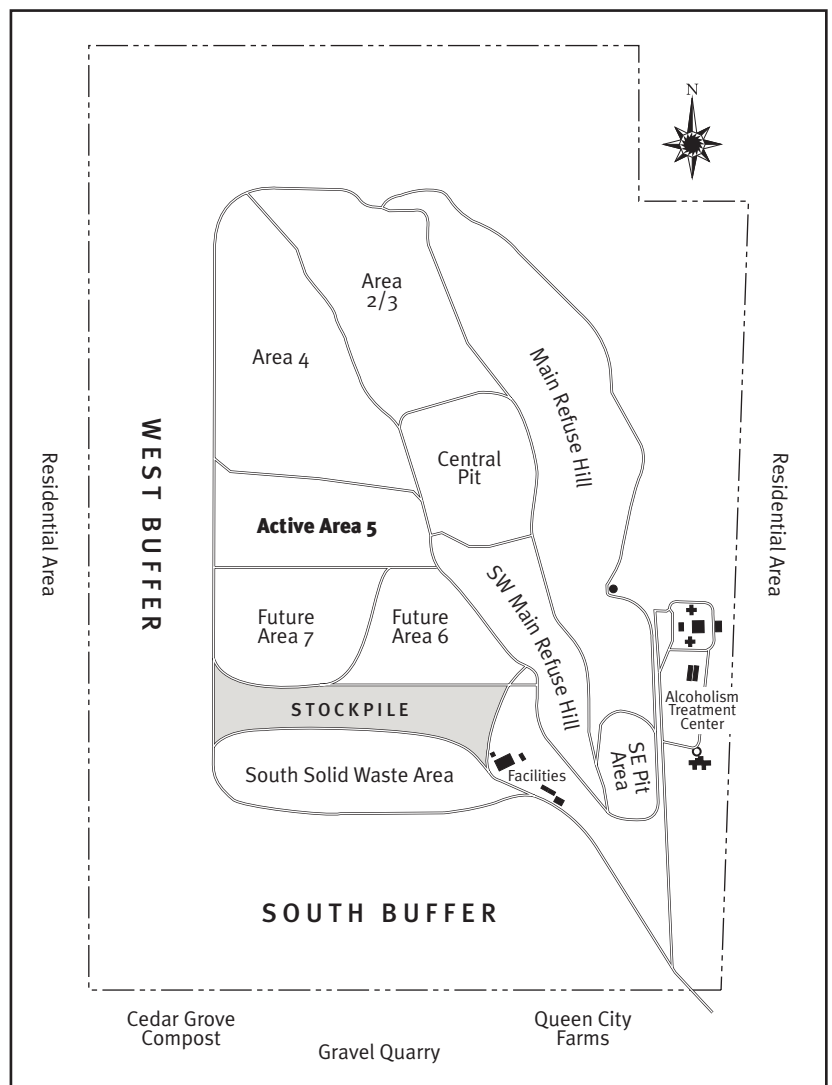 N
Area
2/3
Area 4
Main Refuse Hill
WEST BUFFER
Residential Area
Residential Area
Central
Pit
Active Area 5
SW Main Refuse Hill
Future
Area 7
Future
Area 6
Alcoholism
Treatment
Center
STOCKPILE
SE Pit
Area
South Solid Waste Area
Facilities
SOUTH BUFFER
Cedar Grove
Compost
Gravel Quarry
Queen City
Farms